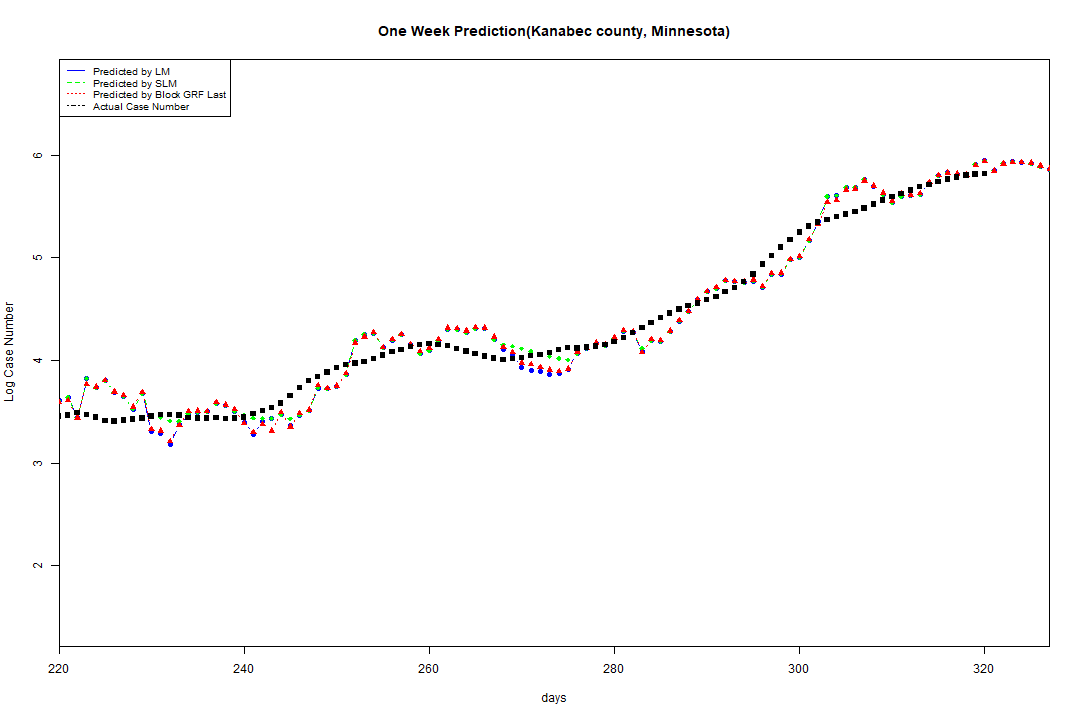 One Week Prediction(Kanabec county, Minnesota)
Predicted by LM
Predicted by SLM
Predicted by Block GRF Last
Actual Case Number
6
5
4
3
2
Log Case Number
220 240 260 280 300 320
days